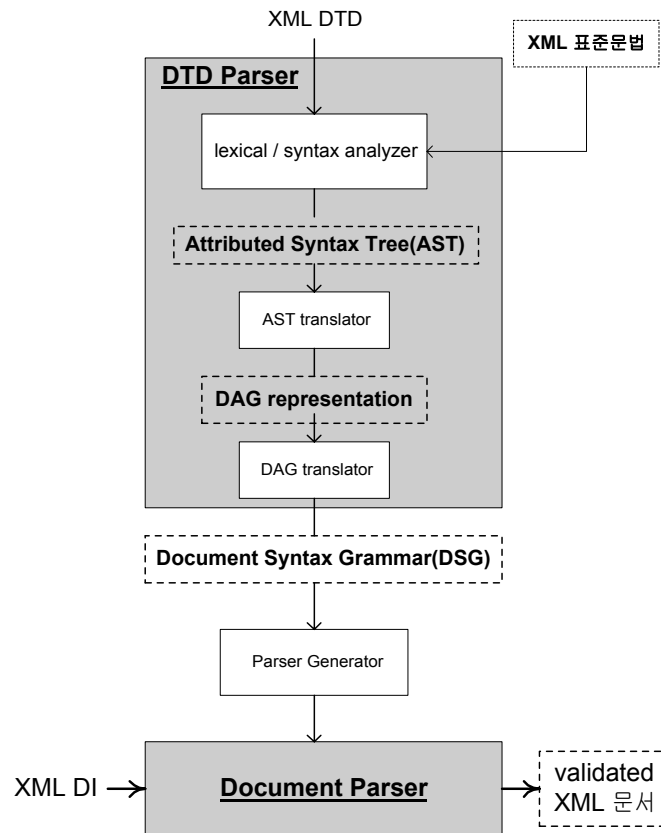 XML DTD
XML 표준문법
DTD Parser
lexical / syntax analyzer
Attributed Syntax Tree(AST)
AST translator
DAG representation
DAG translator
Document Syntax Grammar(DSG)
Parser Generator
XML DI
Document Parser
validated
XML 문서